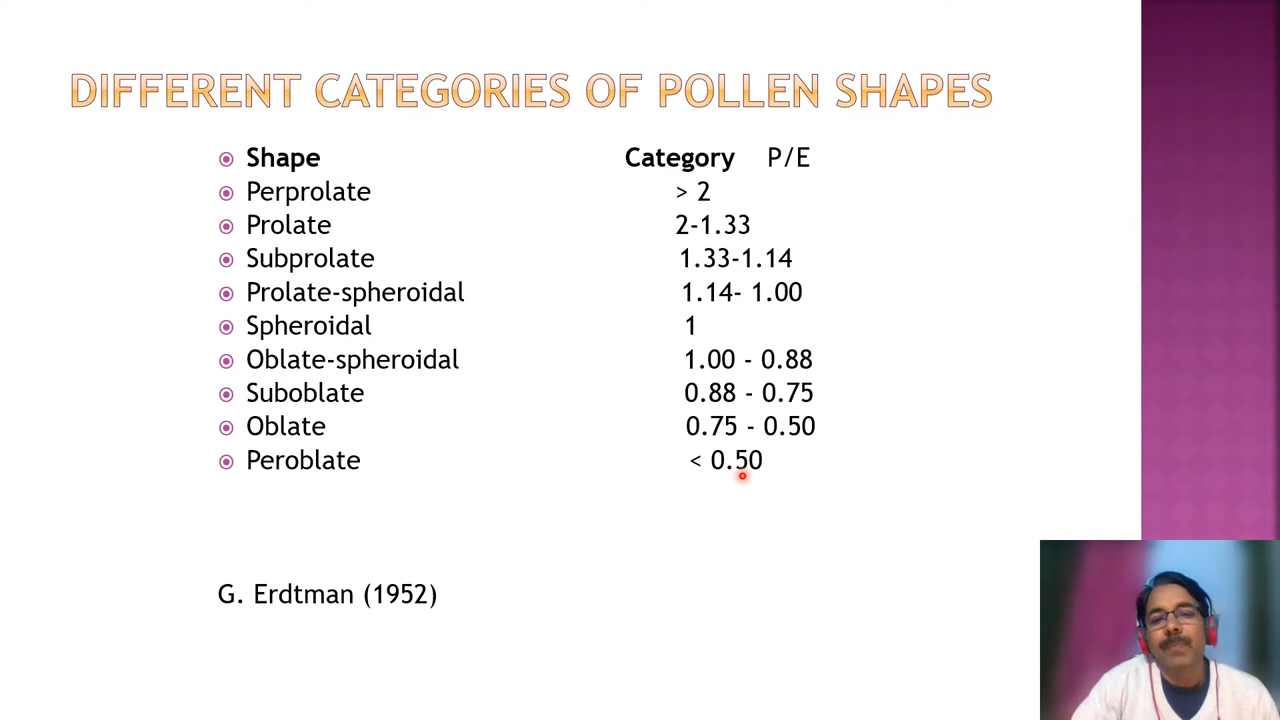 DIFFERENT CATEGORIES OF POLLEN SHAPES
Shape Category P/E
Perprolate > 2
Prolate 2-1.33
Subprolate 1.33-1.14
Prolate-spheroidal 1.14- 1.00
Spheroidal 1
Oblate-spheroidal 1.00 - 0.88
Suboblate 0.88 - 0.75
Oblate 0.75 - 0.50
Peroblate < 0.50
G. Erdtman (1952)